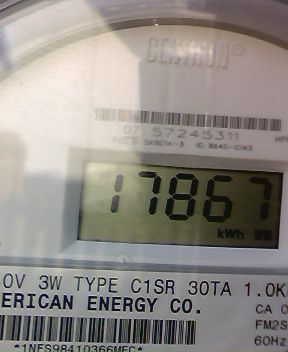 CENTRON
07 57245311
17867
kWh
0V 3W TYPE C1SR 30TA 1.0K
ERICAN ENERGY CO.
CA 0
FM2S
60Hz
*1NFS98410366MEC*